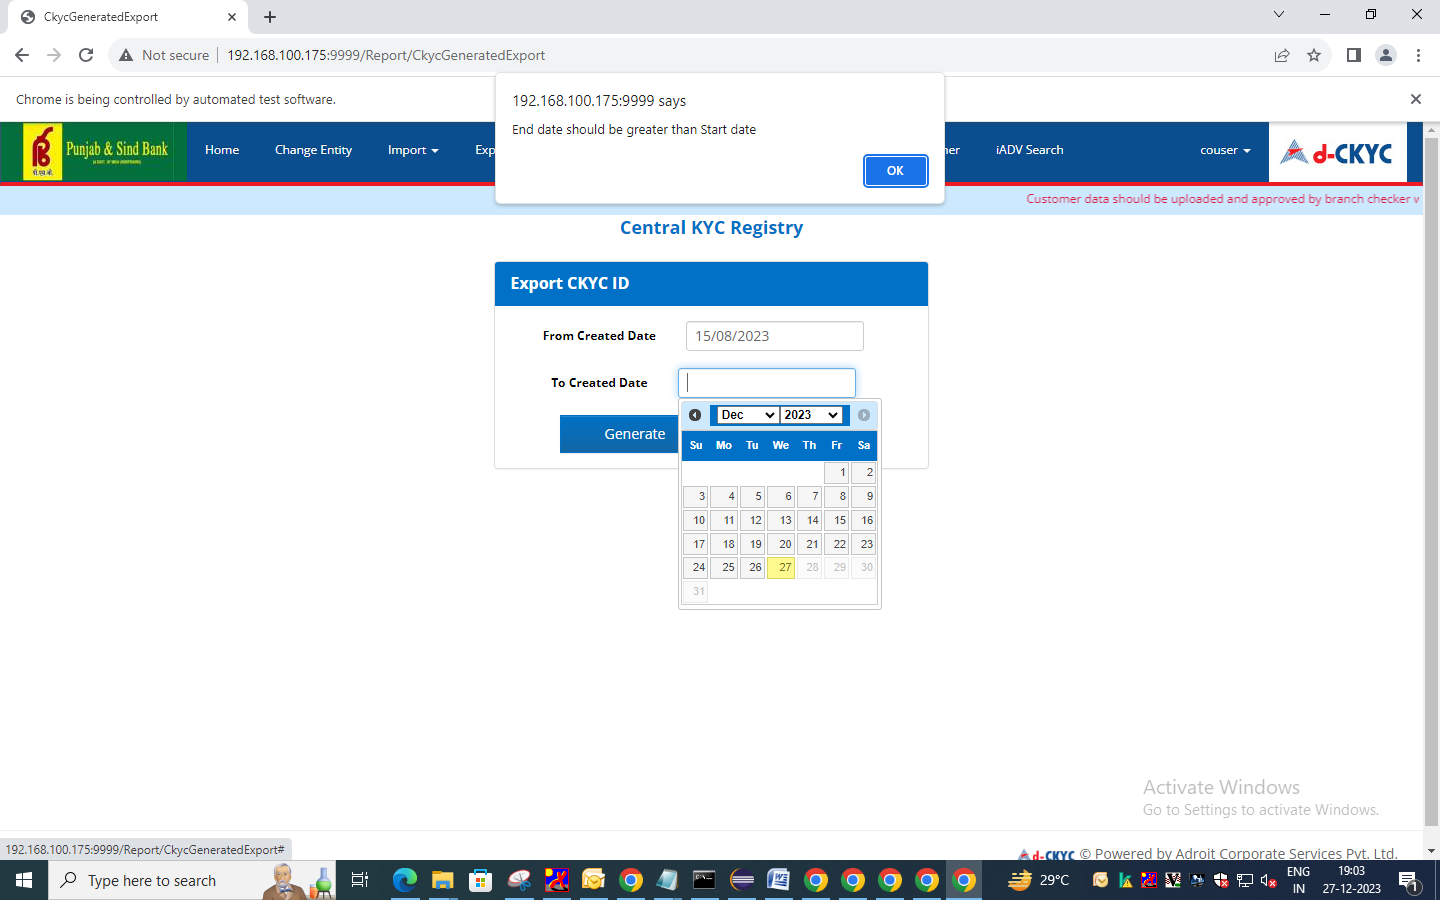 CkycGeneratedExport
Not secure 192.168.100.175:9999/Report/CkycGeneratedExport
Chrome is being controlled by automated test software.
192.168.100.175:9999 says
End date should be greater than Start date
OK
Punjab & Sind Bank
Home Change Entity Import Exp ner iADV Search couser d-CKYC
पी.एस.बी.
Customer data should be uploaded and approved by branch checker w
Central KYC Registry
Export CKYC ID
From Created Date 15/08/2023
To Created Date
Dec 2023
Generate
Su Mo Tu We Th Fr Sa
1 2
3 4 5 6 7 8 9
10 11 12 13 14 15 16
17 18 19 20 21 22 23
24 25 26 27 28 29 30
31
Activate Windows
Go to Settings to activate Windows.
192.168.100.175:9999/Report/CkycGeneratedExport#
d-CKYC © Powered by Adroit Corporate Services Pvt. Ltd.
Type here to search
29°C
ENG
IN
19:03
27-12-2023
1